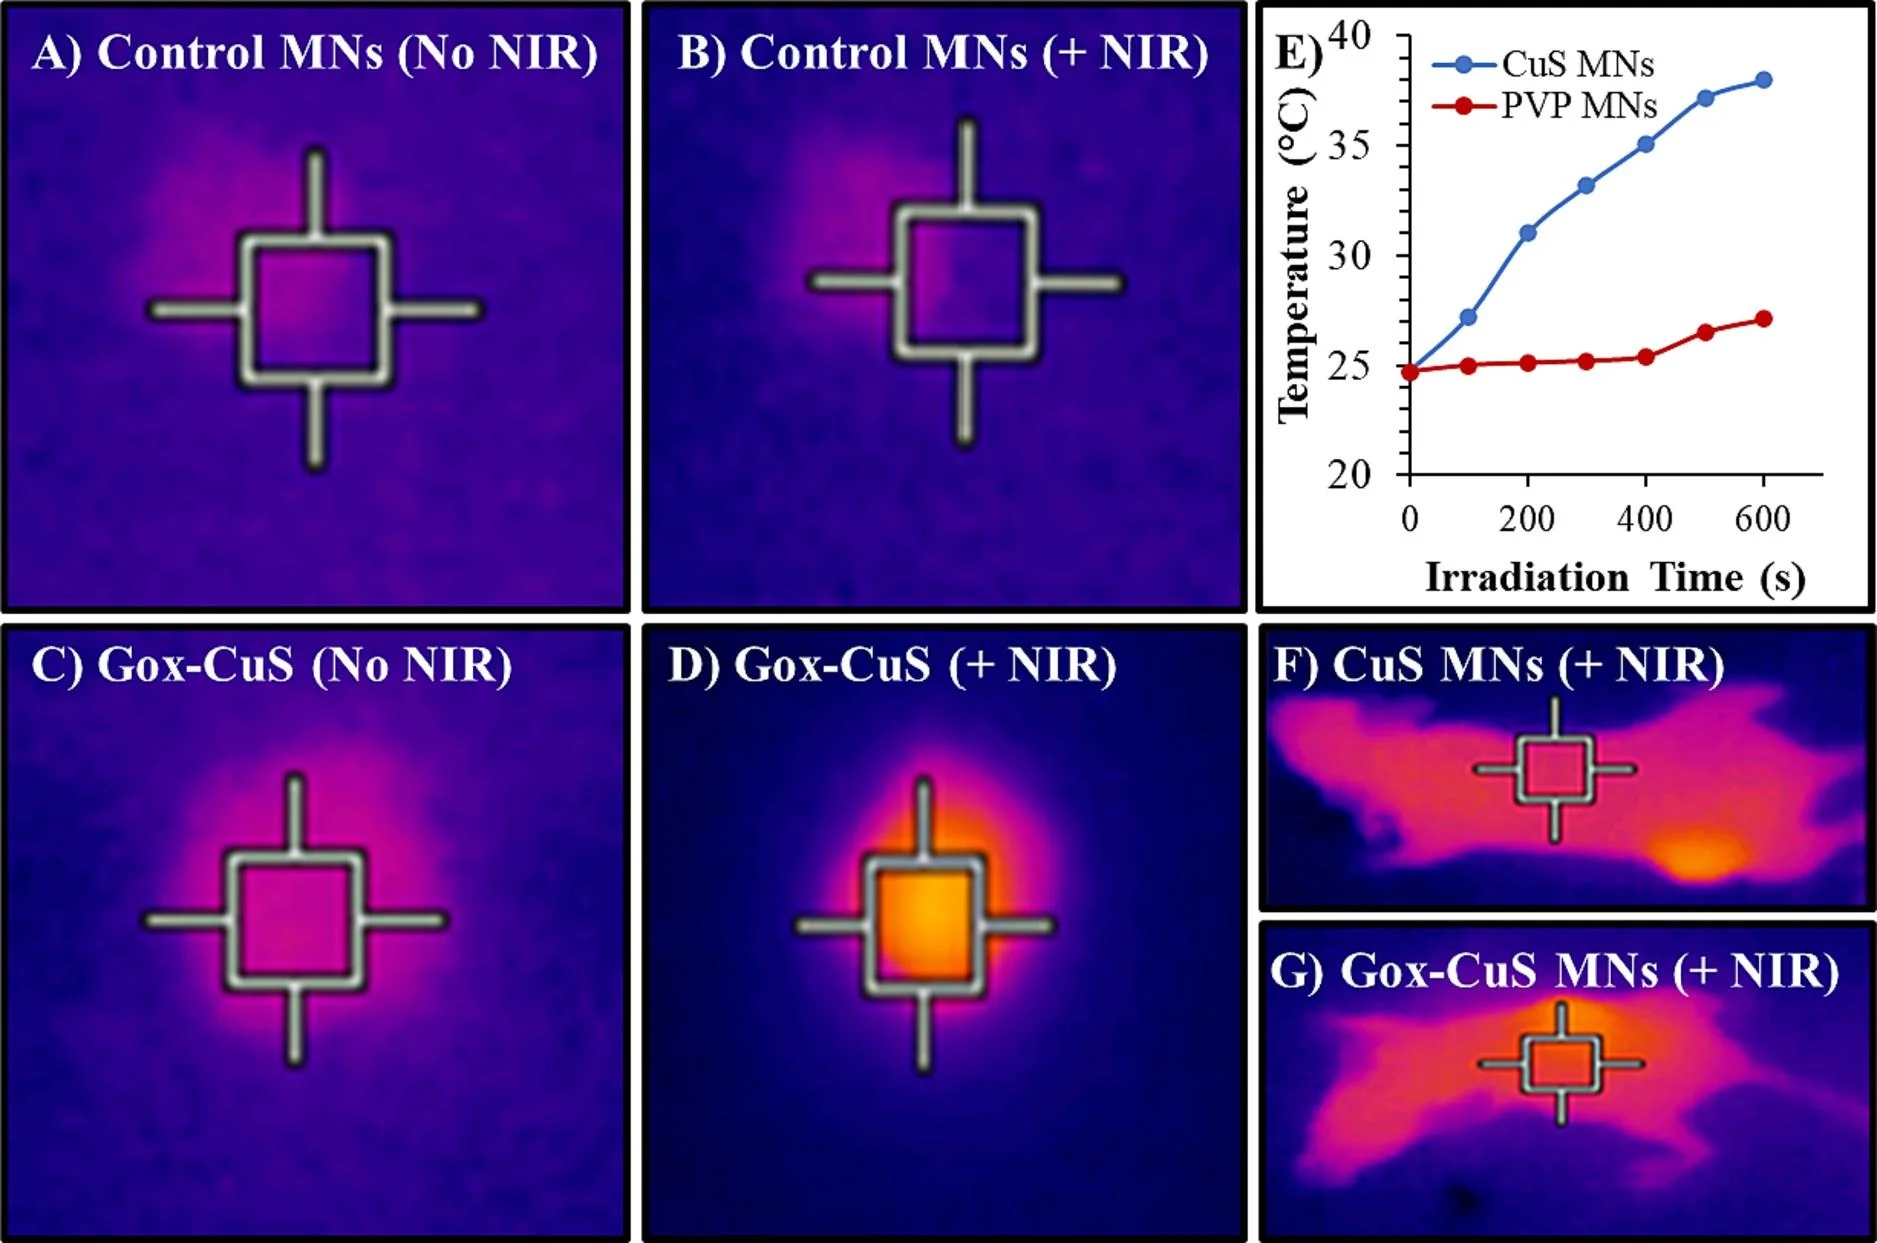 A) Control MNs (No NIR)
B) Control MNs (+ NIR)
E)
CuS MNs
PVP MNs
Temperature (°C)
40
35
30
25
20
0 200 400 600
Irradiation Time (s)
C) Gox-CuS (No NIR)
D) Gox-CuS (+ NIR)
F) CuS MNs (+ NIR)
G) Gox-CuS MNs (+ NIR)